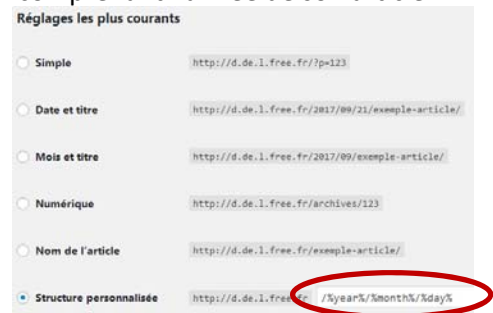 Réglages les plus courants
Simple http://d.de.l.free.fr/?p=123
Date et titre http://d.de.l.free.fr/2017/09/21/exemple-article/
Mois et titre http://d.de.l.free.fr/2017/09/exemple-article/
Numérique http://d.de.l.free.fr/archives/123
Nom de l'article http://d.de.l.free.fr/exemple-article/
Structure personnalisée http://d.de.l.free.fr /%year%/%month%/%day%